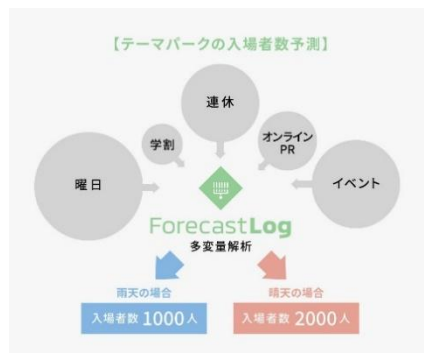 【テーマパークの入場者数予測】
連休
学割
オンライン
PR
曜日
イベント
ForecastLog
多変量解析
雨天の場合
入場者数 1000人
晴天の場合
入場者数 2000人